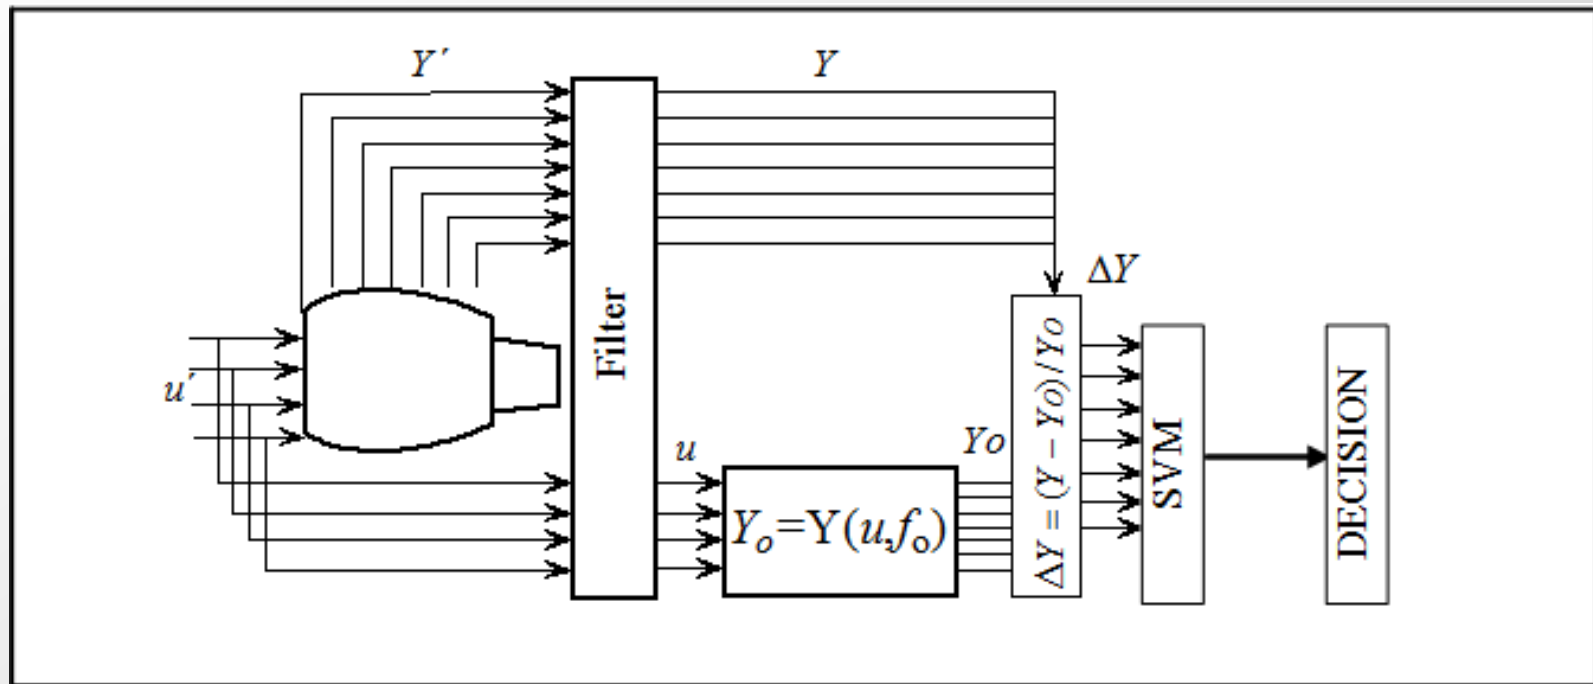 Y´
Y
ΔY
u´
Filter
u
Yo=Y(u,fo)
Yo
ΔY = (Y − Yo) / Yo
SVM
DECISION